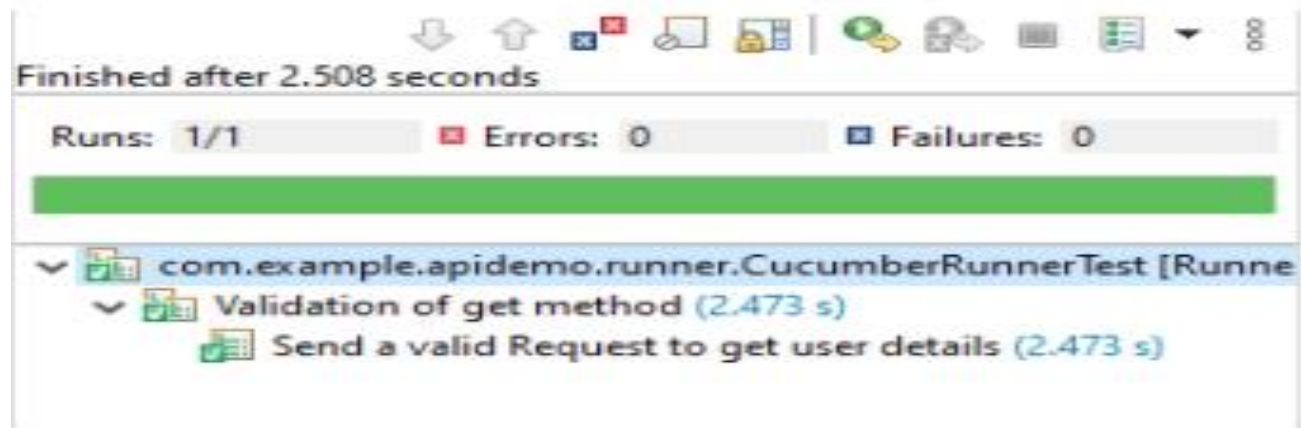 Finished after 2.508 seconds
Runs: 1/1 Errors: 0 Failures: 0
com.example.apidemo.runner.CucumberRunnerTest [Runne
Validation of get method (2.473 s)
Send a valid Request to get user details (2.473 s)